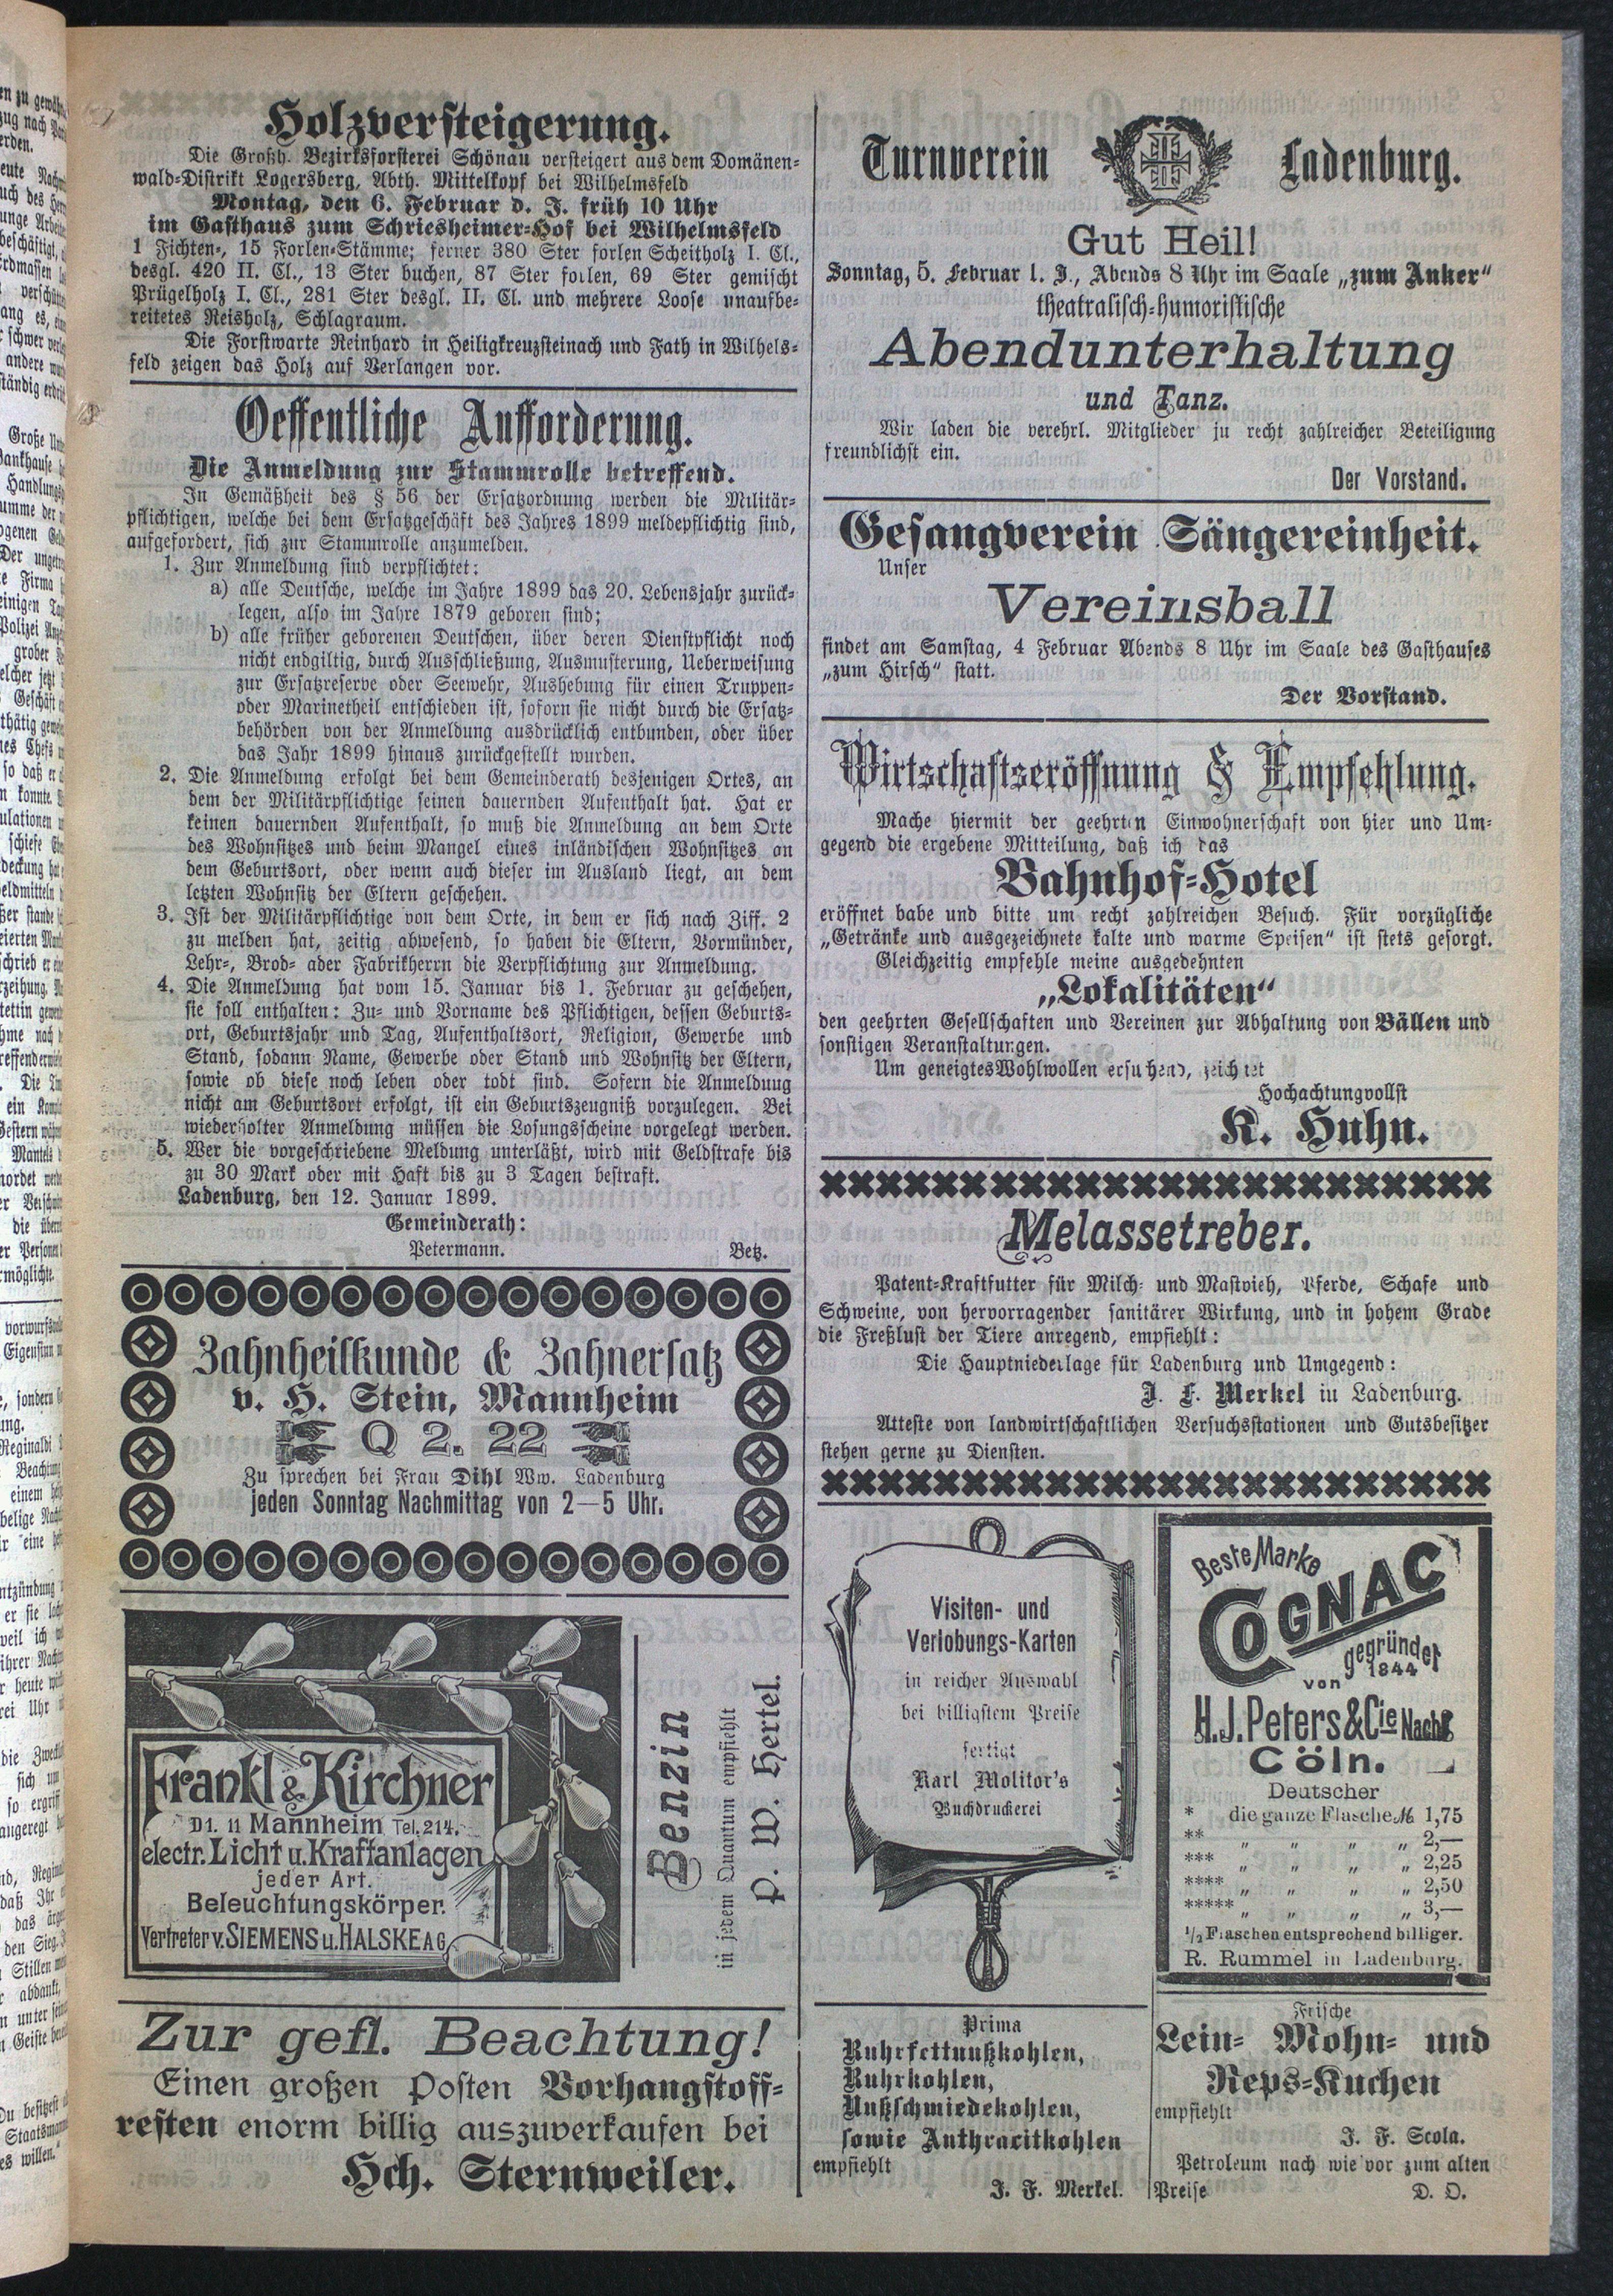 Holzversteigerung.
Die Großh. Bezirksforsterei Schönau versteigert aus dem Domänen-
wald-Distrikt Logersberg, Abth. Mittelkopf bei Wilhelmsfeld
Montag, den 6. Februar d. J. früh 10 Uhr
im Gasthaus zum Schriesheimer-Hof bei Wilhelmsfeld
1 Fichten-, 15 Forlen-Stämme; ferner 380 Ster forlen Scheitholz I. Cl.,
desgl. 420 II. Cl., 13 Ster buchen, 87 Ster forlen, 69 Ster gemischt
Prügelholz I. Cl., 281 Ster desgl. II. Cl. und mehrere Loose unaufbe-
reitetes Reisholz, Schlagraum.
Die Forstwarte Reinhard in Heiligkreuzsteinach und Fath in Wilhels-
feld zeigen das Holz auf Verlangen vor.
Oeffentliche Aufforderung.
Die Anmeldung zur Stammrolle betreffend.
In Gemäßheit des § 56 der Ersatzordnung werden die Militär-
pflichtigen, welche bei dem Ersatzgeschäft des Jahres 1899 meldepflichtig sind,
aufgefordert, sich zur Stammrolle anzumelden.
1. Zur Anmeldung sind verpflichtet:
a) alle Deutsche, welche im Jahre 1899 das 20. Lebensjahr zurück-
legen, also im Jahre 1879 geboren sind;
b) alle früher geborenen Deutschen, über deren Dienstpflicht noch
nicht endgiltig, durch Ausschließung, Ausmusterung, Ueberweisung
zur Ersatzreserve oder Seewehr, Aushebung für einen Truppen-
oder Marinetheil entschieden ist, soforn sie nicht durch die Ersatz-
behörden von der Anmeldung ausdrücklich entbunden, oder über
das Jahr 1899 hinaus zurückgestellt wurden.
2. Die Anmeldung erfolgt bei dem Gemeinderath desjenigen Ortes, an
dem der Militärpflichtige seinen dauernden Aufenthalt hat. Hat er
keinen dauernden Aufenthalt, so muß die Anmeldung an dem Orte
des Wohnsitzes und beim Mangel eines inländischen Wohnsitzes an
dem Geburtsort, oder wenn auch dieser im Ausland liegt, an dem
letzten Wohnsitz der Eltern geschehen.
3. Ist der Militärpflichtige von dem Orte, in dem er sich nach Ziff. 2
zu melden hat, zeitig abwesend, so haben die Eltern, Vormünder,
Lehr-, Brod- ader Fabrikherrn die Verpflichtung zur Anmeldung.
4. Die Anmeldung hat vom 15. Januar bis 1. Februar zu geschehen,
sie soll enthalten: Zu- und Vorname des Pflichtigen, dessen Geburts-
ort, Geburtsjahr und Tag, Aufenthaltsort, Religion, Gewerbe und
Stand, sodann Name, Gewerbe oder Stand und Wohnsitz der Eltern,
sowie ob diese noch leben oder todt sind. Sofern die Anmeldung
nicht am Geburtsort erfolgt, ist ein Geburtszeugniß vorzulegen. Bei
wiederholter Anmeldung müssen die Losungsscheine vorgelegt werden.
5. Wer die vorgeschriebene Meldung unterläßt, wird mit Geldstrafe bis
zu 30 Mark oder mit Haft bis zu 3 Tagen bestraft.
Ladenburg, den 12. Januar 1899.
Gemeinderath:
Petermann. Betz.
Zahnheilkunde & Zahnersatz
v. H. Stein, Mannheim
Q 2. 22
Zu sprechen bei Frau Dihl Ww. Ladenburg
jeden Sonntag Nachmittag von 2—5 Uhr.
Frankl & Kirchner
D1. 11 Mannheim Tel. 214.
electr. Licht u. Kraftanlagen
jeder Art.
Beleuchtungskörper.
Vertreter v. SIEMENS u. HALSKE AG
Benzin
in jedem Quantum empfiehlt
P. W. Hertel.
Zur gefl. Beachtung!
Einen großen Posten Vorhangstoff-
resten enorm billig auszuverkaufen bei
Hch. Sternweiler.
Turnverein Ladenburg.
Gut Heil!
Sonntag, 5. Februar l. J., Abends 8 Uhr im Saale „zum Anker"
theatralisch-humoristische
Abendunterhaltung
und Tanz.
Wir laden die verehrl. Mitglieder zu recht zahlreicher Beteiligung
freundlichst ein.
Der Vorstand.
Gesangverein Sängereinheit.
Unser
Vereinsball
findet am Samstag, 4 Februar Abends 8 Uhr im Saale des Gasthauses
„zum Hirsch" statt.
Der Vorstand.
Wirtschaftseröffnung & Empfehlung.
Mache hiermit der geehrten Einwohnerschaft von hier und Um-
gegend die ergebene Mitteilung, daß ich das
Bahnhof-Hotel
eröffnet babe und bitte um recht zahlreichen Besuch. Für vorzügliche
„Getränke und ausgezeichnete kalte und warme Speisen" ist stets gesorgt.
Gleichzeitig empfehle meine ausgedehnten
„Lokalitäten"
den geehrten Gesellschaften und Vereinen zur Abhaltung von Bällen und
sonstigen Veranstaltungen.
Um geneigtes Wohlwollen ersuchend, zeichnet
Hochachtungvollst
K. Huhn.
Melassetreber.
Patent-Kraftfutter für Milch- und Mastvieh, Pferde, Schafe und
Schweine, von hervorragender sanitärer Wirkung, und in hohem Grade
die Freßlust der Tiere anregend, empfiehlt:
Die Hauptniederlage für Ladenburg und Umgegend:
J. F. Merkel in Ladenburg.
Atteste von landwirtschaftlichen Versuchsstationen und Gutsbesitzer
stehen gerne zu Diensten.
Visiten- und
Verlobungs-Karten
in reicher Auswahl
bei billigstem Preise
fertigt
Karl Molitor's
Buchdruckerei
Beste Marke
COGNAC
gegründet
1844
von
H. J. Peters & Cie Nachf.
Cöln.
Deutscher
* die ganze Flasche M 1,75
** „ „ „ „ 2,—
*** „ „ „ „ 2,25
**** „ „ „ „ 2,50
***** „ „ „ „ 3,—
1/2 Flaschen entsprechend billiger.
R. Rummel in Ladenburg.
Prima
Ruhrfettnußkohlen,
Ruhrkohlen,
Nußschmiedekohlen,
sowie Anthracitkohlen
empfiehlt
J. F. Merkel.
Frische
Lein- Mohn- und
Reps-Kuchen
empfiehlt
J. F. Scola.
Petroleum nach wie vor zum alten
Preise D. O.